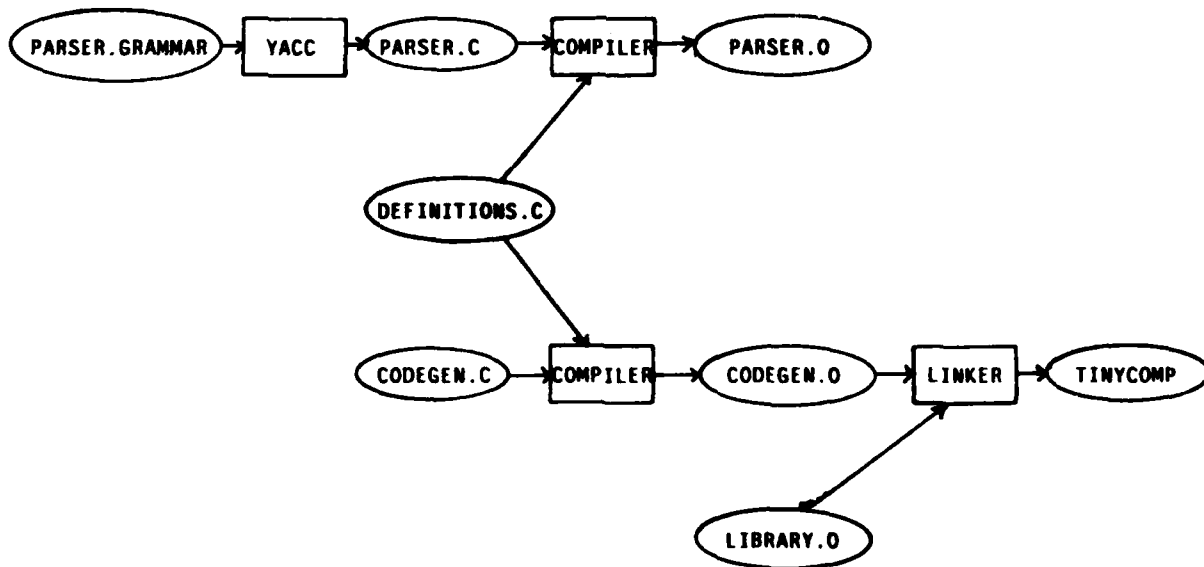 PARSER.GRAMMAR
YACC
PARSER.C
COMPILER
PARSER.O
DEFINITIONS.C
CODEGEN.C
COMPILER
CODEGEN.O
LINKER
TINYCOMP
LIBRARY.O